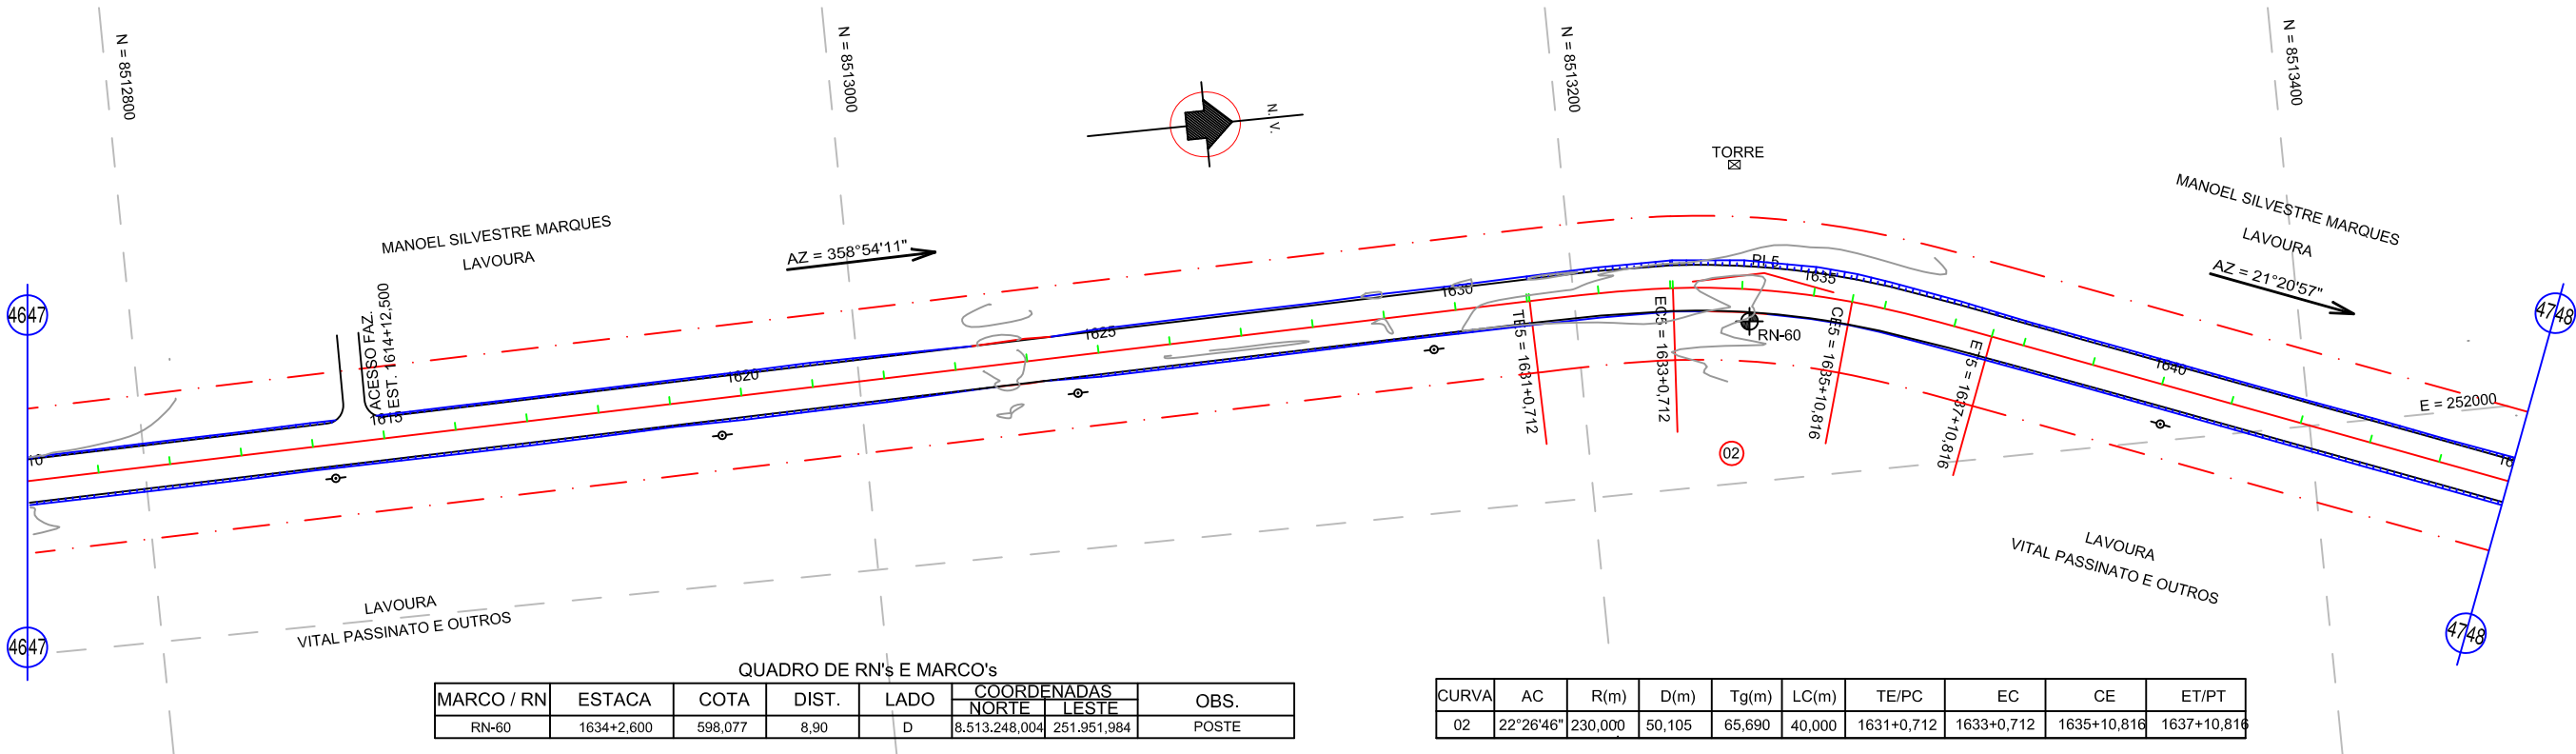 N = 8512800
N = 8513000
N = 8513200
N = 8513400
N. V.
TORRE
MANOEL SILVESTRE MARQUES
LAVOURA
AZ = 358°54'11"
MANOEL SILVESTRE MARQUES
LAVOURA
AZ = 21°20'57"
4647
4748
ACESSO FAZ.
EST. 1614+12,500
10
1615
1620
1625
1630
PI 5
1635
1640
16
TE5 = 1631+0,712
EC5 = 1633+0,712
RN-60
CE5 = 1635+10,816
ET5 = 1637+10,816
02
E = 252000
LAVOURA
VITAL PASSINATO E OUTROS
LAVOURA
VITAL PASSINATO E OUTROS
4647
4748
QUADRO DE RN's E MARCO's
MARCO / RN ESTACA COTA DIST. LADO COORDENADAS OBS.
NORTE LESTE
RN-60 1634+2,600 598,077 8,90 D 8.513.248,004 251.951,984 POSTE
CURVA AC R(m) D(m) Tg(m) LC(m) TE/PC EC CE ET/PT
02 22°26'46" 230,000 50,105 65,690 40,000 1631+0,712 1633+0,712 1635+10,816 1637+10,816